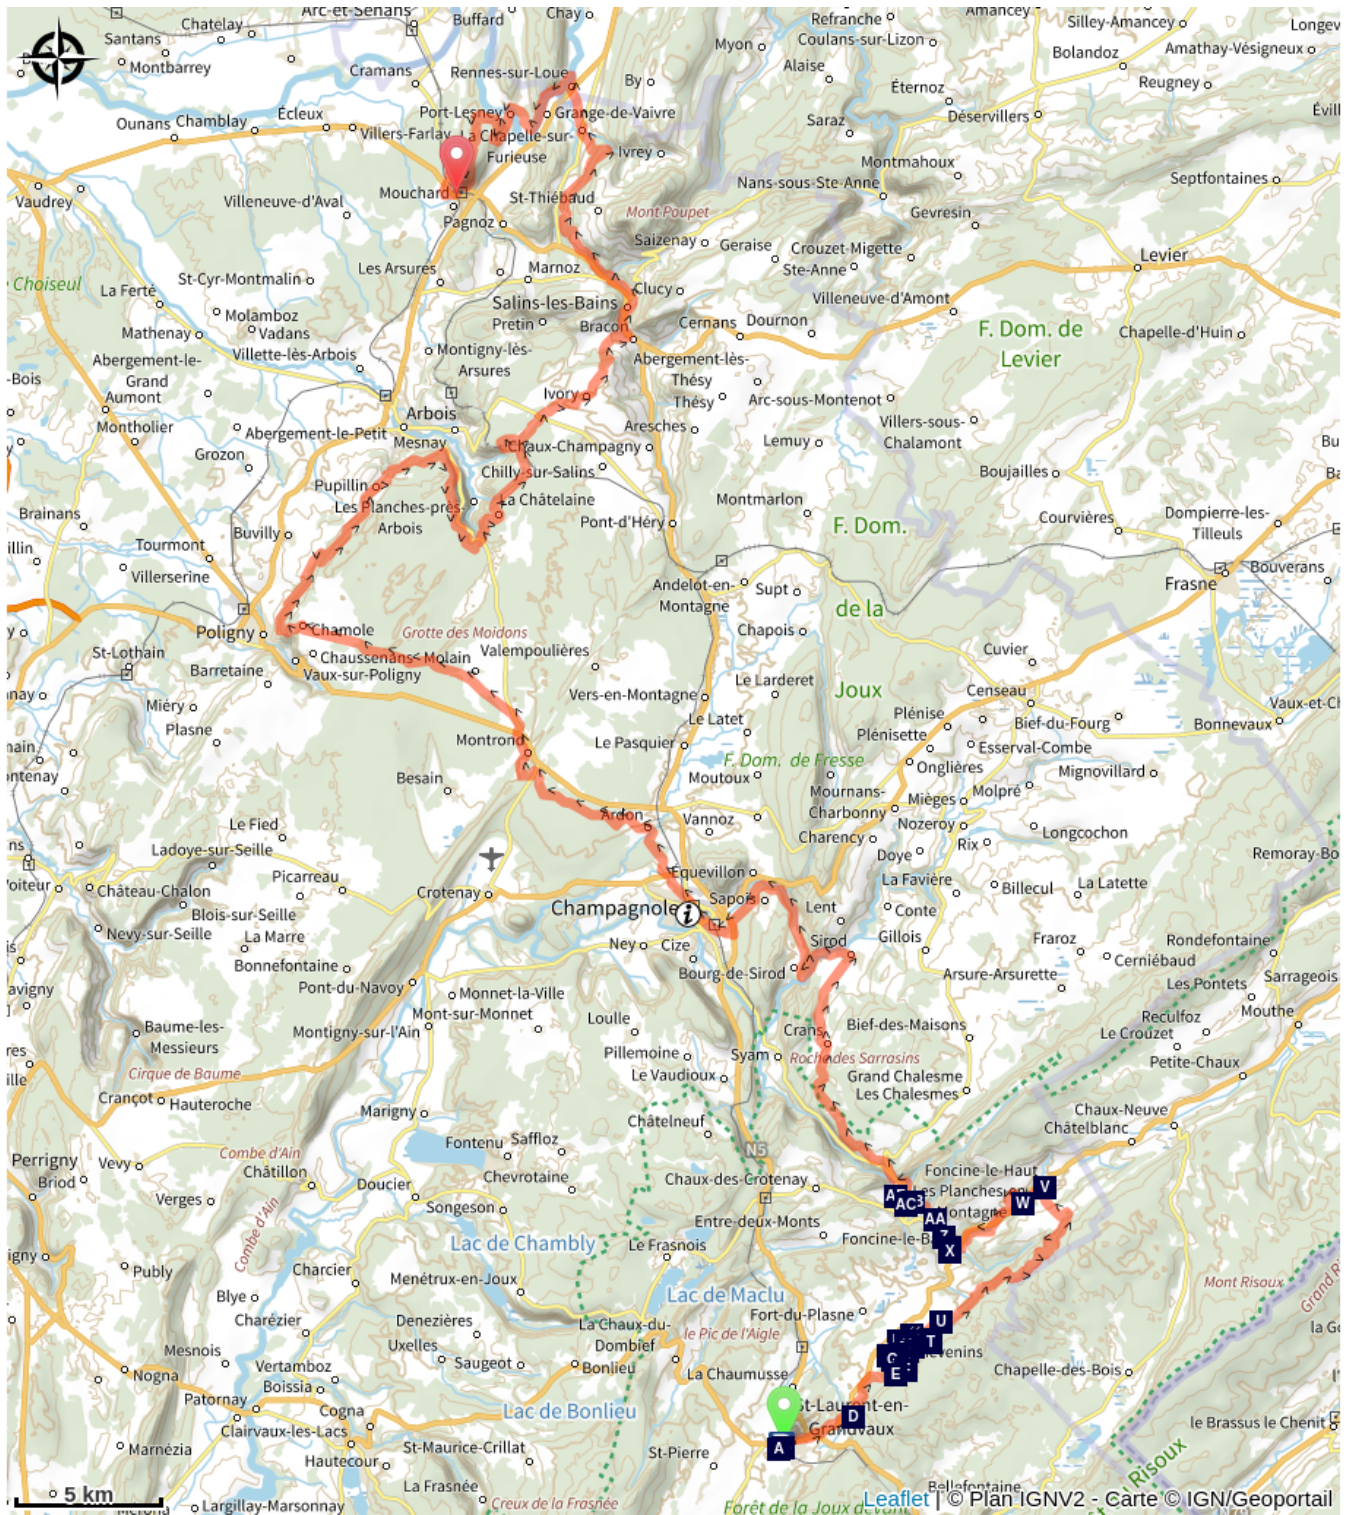 Arc-et-Senans
Chatelay
Buffard
Chay
Refranche
Amancey
Silley-Amancey
Santans
Myon
Coulans-sur-Lizon
Bolandoz
Amathay-Vésigneux
Montbarrey
Cramans
Rennes-sur-Loue
By
Alaise
Éternoz
Reugney
Ounans
Chamblay
Écleux
Port-Lesney
Grange-de-Vaivre
Saraz
Déservillers
Villers-Farlay
La Chapelle-sur-
Furieuse
Ivrey
Montmahoux
Vaudrey
Villeneuve-d'Aval
Mouchard
St-Thiébaud
Nans-sous-Ste-Anne
Septfontaines
Pagnoz
Mont Poupet
Gevresin
Saizenay
Geraise
Crouzet-Migette
Choiseul
St-Cyr-Montmalin
Les Arsures
Marnoz
Ste-Anne
Levier
La Ferté
Salins-les-Bains
Clucy
Villeneuve-d'Amont
Molamboz
Pretin
Bracon
Cernans
Dournon
F. Dom. de
Levier
Chapelle-d'Huin
Mathenay
Vadans
Villette-lès-Arbois
Montigny-lès-
Arsures
Abergement-lès-
Thésy
Abergement-le-
Grand
-Bois
Aumont
Ivory
Thésy
Arc-sous-Montenot
Montholier
Arbois
Aresches
Villers-sous-
Chalamont
Abergement-le-Petit
Mesnay
Chaux-Champagny
Lemuy
Grozon
Chilly-sur-Salins
Boujailles
Pupillin
La Châtelaine
Montmarlon
Brainans
Les Planches-près-
Arbois
Pont-d'Héry
F. Dom.
Courvières
Dompierre-les-
Tilleuls
Buvilly
Tourmont
Villerserine
Frasne
Bouverans
Andelot-en-
Montagne
Supt
de la
Poligny
Chamole
Grotte des Moidons
Chapois
St-Lothain
Chaussenans
Molain
Valempoulières
Cuvier
Barretaine
Vaux-sur-Poligny
Vers-en-Montagne
Le Larderet
Joux
Censeau
Miéry
Le Latet
Plénise
Bief-du-Fourg
Bonnevaux
Plasne
Montrond
Le Pasquier
Plénisette
Esserval-Combe
F. Dom. de Fresse
Onglières
Besain
Moutoux
Mournans-
Charbonny
Mignovillard
Molpré
Mièges
Ardon
Vannoz
Le Fied
Charency
Nozeroy
Longcochon
Ladoye-sur-Seille
Doye
Rix
Picarreau
Équevillon
La Favière
Billecul
La Latette
Château-Chalon
Crotenay
Sapois
Champagnole
Lent
Conte
Blois-sur-Seille
Nevy-sur-Seille
La Marre
Ney
Cize
Sirod
Gillois
Froz
Rondefontaine
Cerniébaud
Bonnefontaine
Bourg-de-Sirod
Arsure-Arsurette
Sarrageois
Pont-du-Navoy
Monnet-la-Ville
Les Pontets
Mont-sur-Monnet
Reculfoz
Mouthe
Baume-les-
Messieurs
Montigny-sur-l'Ain
Loulle
Crans
Bief-des-Maisons
Le Crouzet
Pillemoine
Syam
Roche des Sarrasins
Petite-Chaux
Cirque de Baume
Le Vaudioux
Grand Chalesme
Les Chalesmes
Crançot
Hauteroche
Marigny
Châtelneuf
Chaux-Neuve
Châtelblanc
Combe d'Ain
Fontenu
Saffloz
N5
Perrigny
Vevy
Châtillon
Foncine-le-Haut
V
Briod
Doucier
Chevrotaine
Chaux-des-Crotenay
AC
W
Verges
Songeson
Entre-deux-Monts
AA
Combe d'Ain
Lac de Chambly
Le Frasnois
X
Publy
Charcier
Menétrux-en-Joux
Mont Risoux
Blye
Lac de Maclu
Charézier
Denezières
La Chaux-du-
Dombief
Fort-du-Plasne
U
le Pic de l'Aigle
Mesnois
Uxelles
T
Vertamboz
Saugeot
Bonlieu
E
Chapelle-des-Bois
Nogna
Boissia
La Chaumusse
Patornay
Cogna
Lac de Bonlieu
St-Laurent-en-
Grandvaux
D
Clairvaux-les-Lacs
le Brassus
le Chenit
Marnézia
St-Maurice-Crillat
St-Pierre
A
Hautecour
La Frasnée
Bellefontaine
5 km
Largillay-Marsonnay
Creux de la Frasnée
Forêt de la Joux devant
Leaflet | © Plan IGNV2 - Carte © IGN/Geoportail